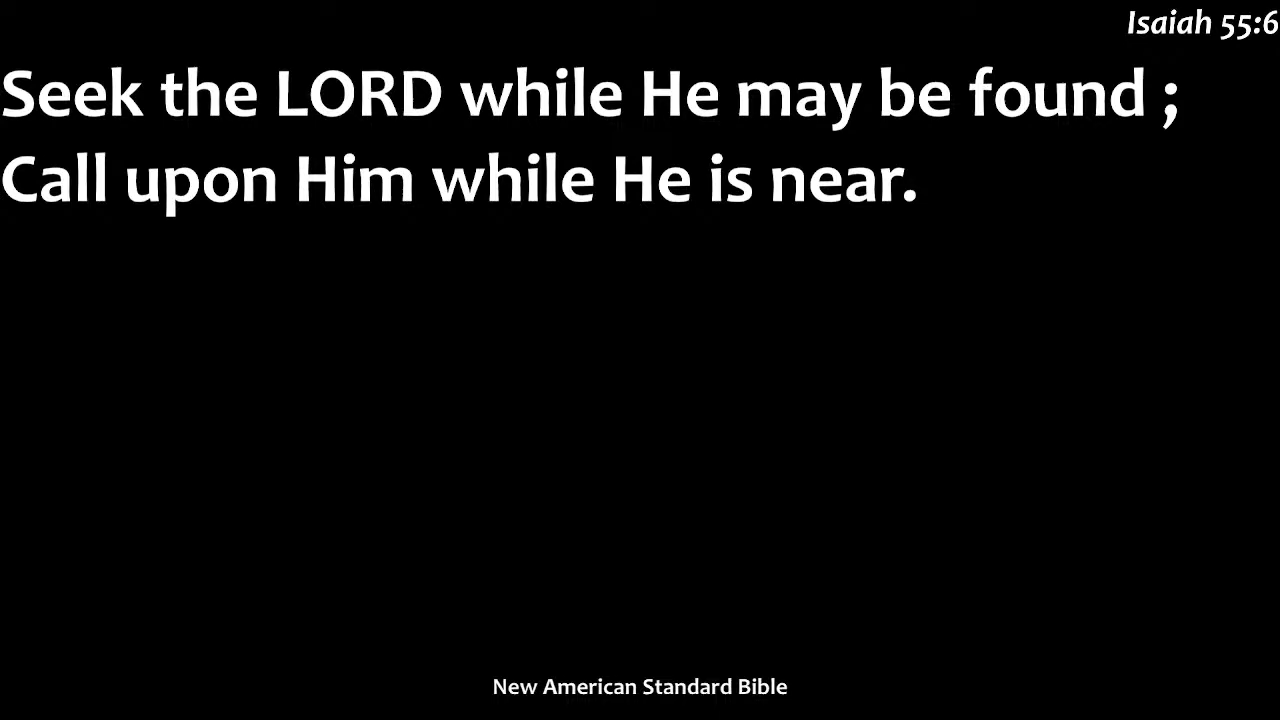 Isaiah 55:6
Seek the LORD while He may be found ;
Call upon Him while He is near.
New American Standard Bible